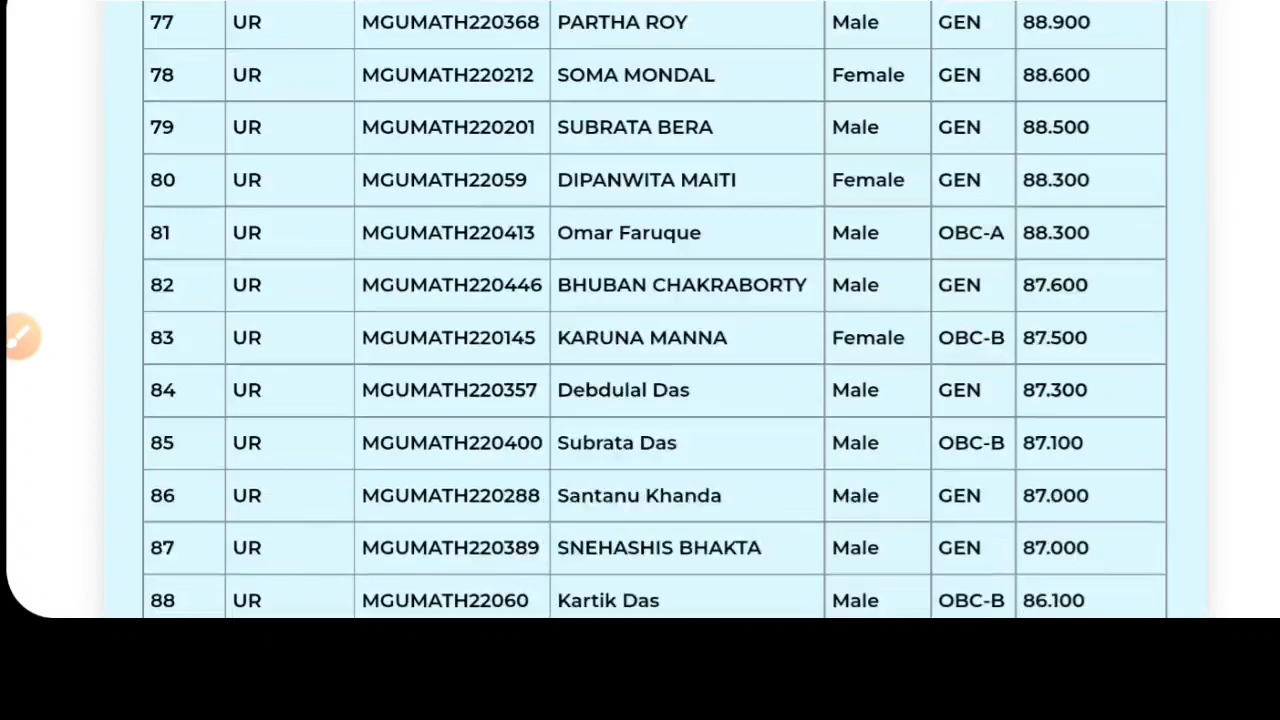 77 UR MGUMATH220368 PARTHA ROY Male GEN 88.900
78 UR MGUMATH220212 SOMA MONDAL Female GEN 88.600
79 UR MGUMATH220201 SUBRATA BERA Male GEN 88.500
80 UR MGUMATH22059 DIPANWITA MAITI Female GEN 88.300
81 UR MGUMATH220413 Omar Faruque Male OBC-A 88.300
82 UR MGUMATH220446 BHUBAN CHAKRABORTY Male GEN 87.600
83 UR MGUMATH220145 KARUNA MANNA Female OBC-B 87.500
84 UR MGUMATH220357 Debdulal Das Male GEN 87.300
85 UR MGUMATH220400 Subrata Das Male OBC-B 87.100
86 UR MGUMATH220288 Santanu Khanda Male GEN 87.000
87 UR MGUMATH220389 SNEHASHIS BHAKTA Male GEN 87.000
88 UR MGUMATH22060 Kartik Das Male OBC-B 86.100